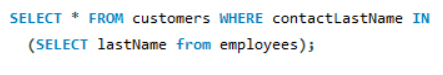 SELECT * FROM customers WHERE contactLastName IN
(SELECT lastName from employees);